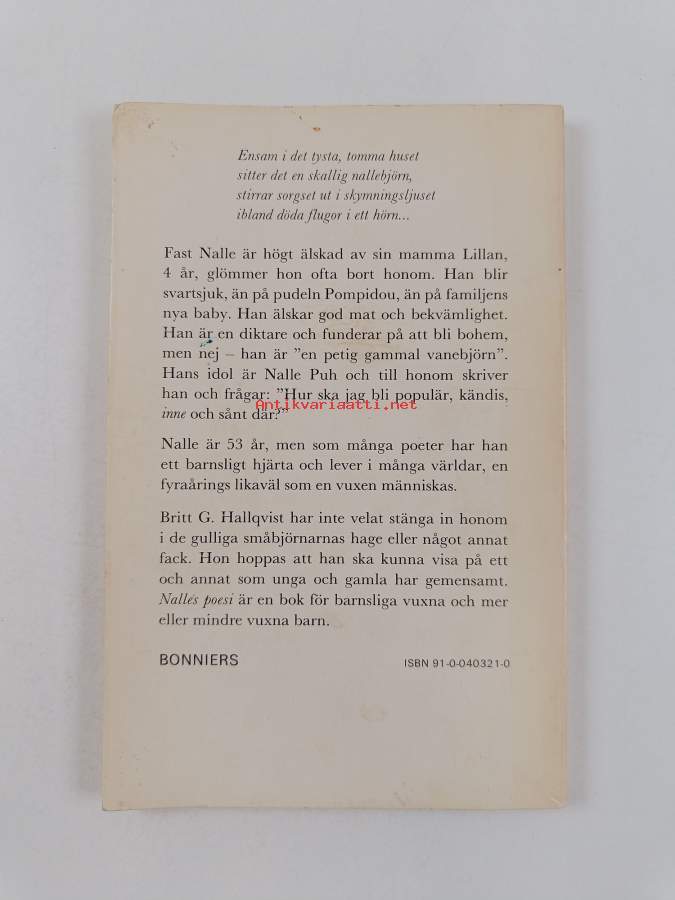 Ensam i det tysta, tomma huset
sitter det en skallig nallebjörn,
stirrar sorgset ut i skymningsljuset
ibland döda flugor i ett hörn...
Fast Nalle är högt älskad av sin mamma Lillan,
4 år, glömmer hon ofta bort honom. Han blir
svartsjuk, än på pudeln Pompidou, än på familjens
nya baby. Han älskar god mat och bekvämlighet.
Han är en diktare och funderar på att bli bohem,
men nej – han är ”en petig gammal vanebjörn”.
Hans idol är Nalle Puh och till honom skriver
han och frågar: ”Hur ska jag bli populär, kändis,
Antikvariaatti.net
inne och sånt där?”
Nalle är 53 år, men som många poeter har han
ett barnsligt hjärta och lever i många världar, en
fyraårings likaväl som en vuxen människas.
Britt G. Hallqvist har inte velat stänga in honom
i de gulliga småbjörnarnas hage eller något annat
fack. Hon hoppas att han ska kunna visa på ett
och annat som unga och gamla har gemensamt.
Nalles poesi är en bok för barnsliga vuxna och mer
eller mindre vuxna barn.
BONNIERS ISBN 91-0-040321-0